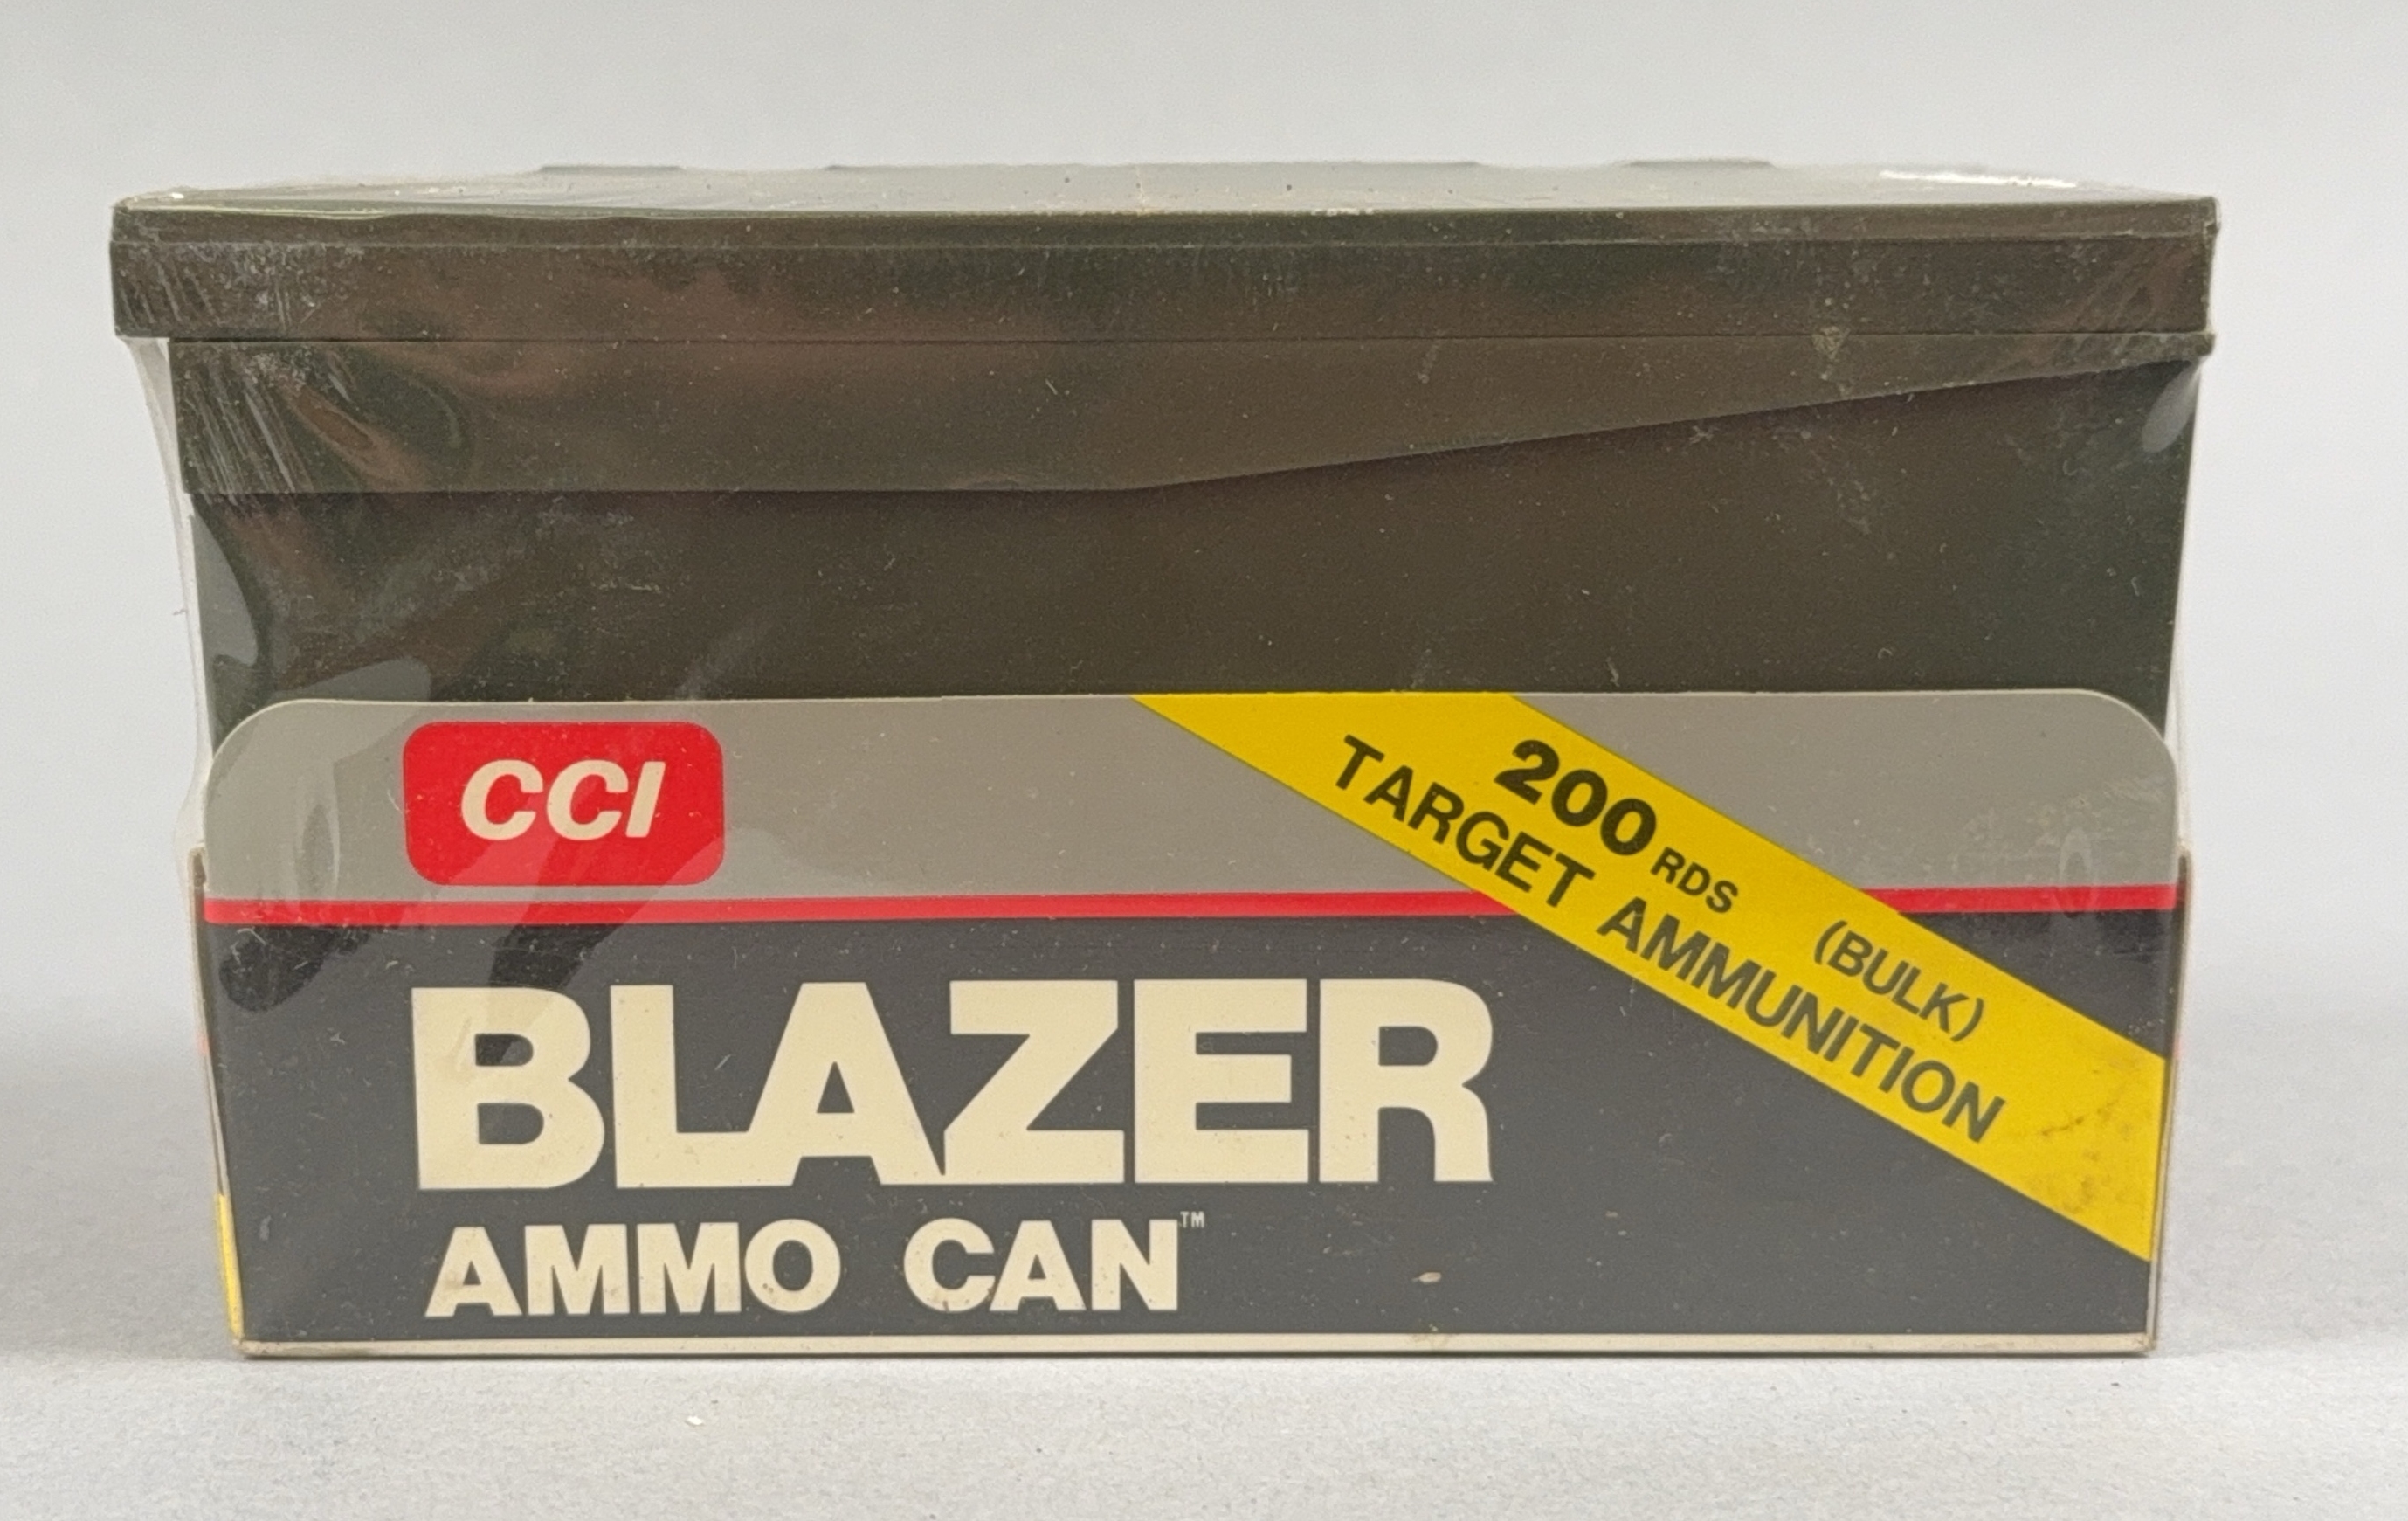 CCI
200 RDS (BULK)
TARGET AMMUNITION
BLAZER
AMMO CAN™